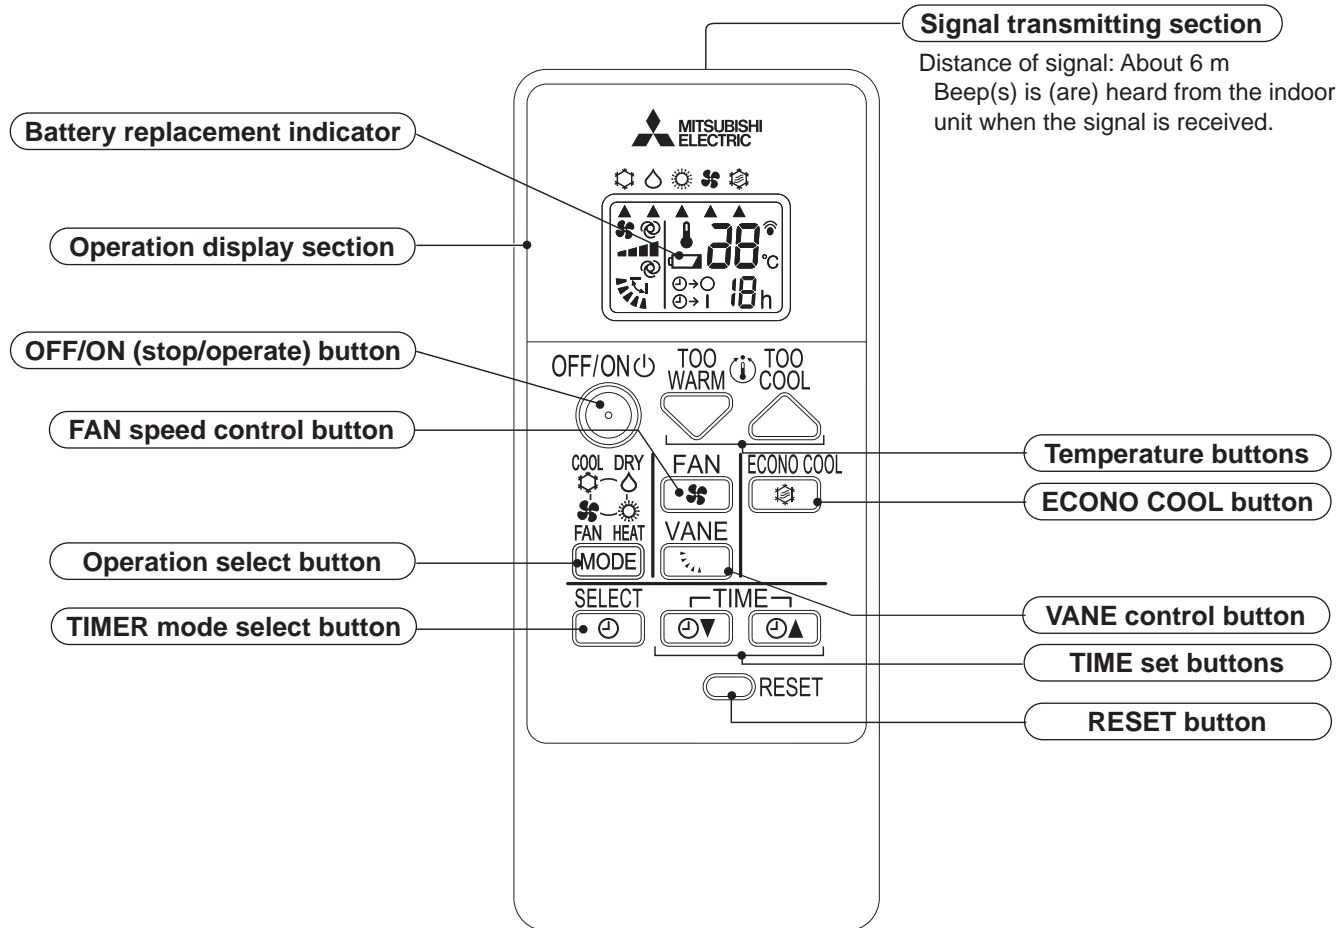 Signal transmitting section
Distance of signal: About 6 m
Beep(s) is (are) heard from the indoor
unit when the signal is received.
Battery replacement indicator
MITSUBISHI
ELECTRIC
Operation display section
°C
18h
OFF/ON (stop/operate) button
OFF/ON
TOO
WARM
TOO
COOL
FAN speed control button
Temperature buttons
COOL DRY
FAN
ECONO COOL
ECONO COOL button
FAN HEAT
VANE
Operation select button
MODE
SELECT
TIME
VANE control button
TIMER mode select button
TIME set buttons
RESET
RESET button